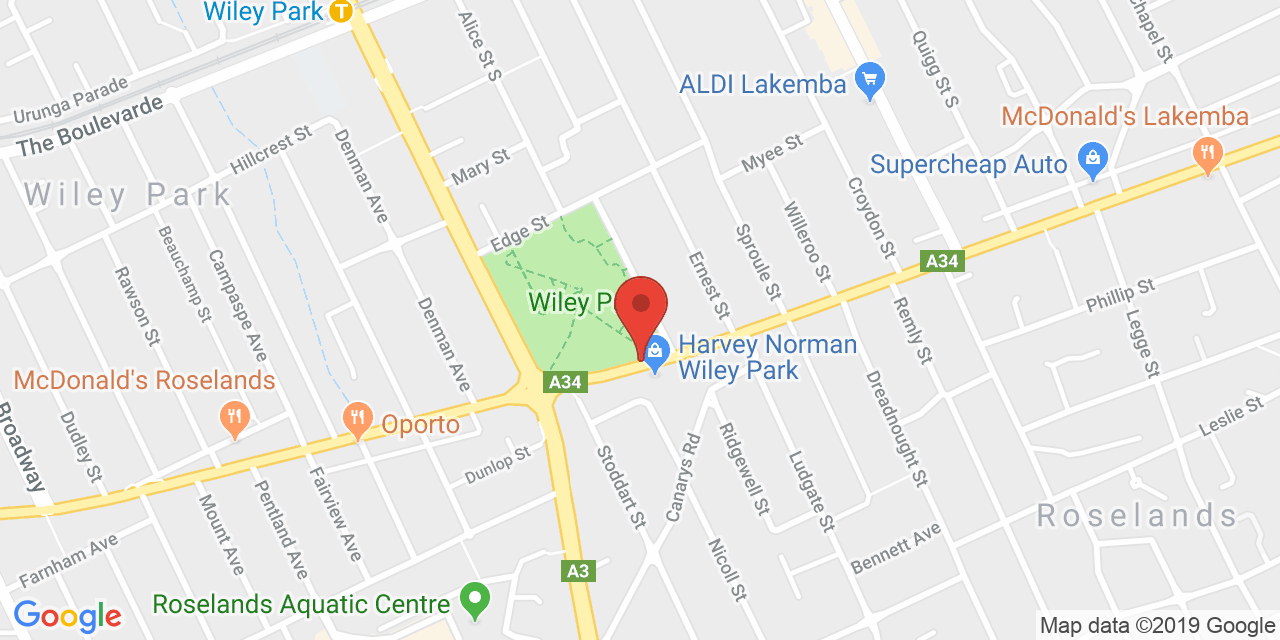 Wiley Park
T
Alice St S
Quigg St S
Chapel St
ALDI Lakemba
Urunga Parade
The Boulevarde
McDonald's Lakemba
Hillcrest St
Denman Ave
Mary St
Myee St
Supercheap Auto
Wiley Park
Croydon St
Willeroo St
Edge St
Beauchamp St
Campaspe Ave
Rawson St
Ernest St
Sproule St
A34
Phillip St
Wiley P
Denman Ave
Remly St
Legge St
Harvey Norman
Wiley Park
McDonald's Roselands
A34
Dreadnought St
Leslie St
Broadway
Dudley St
Oporto
Dunlop St
Stoddart St
Canarys Rd
Ridgewell St
Ludgate St
Mount Ave
Pentland Ave
Fairview Ave
Roselands
Farnham Ave
Nicoll St
Bennett Ave
A3
Roselands Aquatic Centre
Google
Map data ©2019 Google